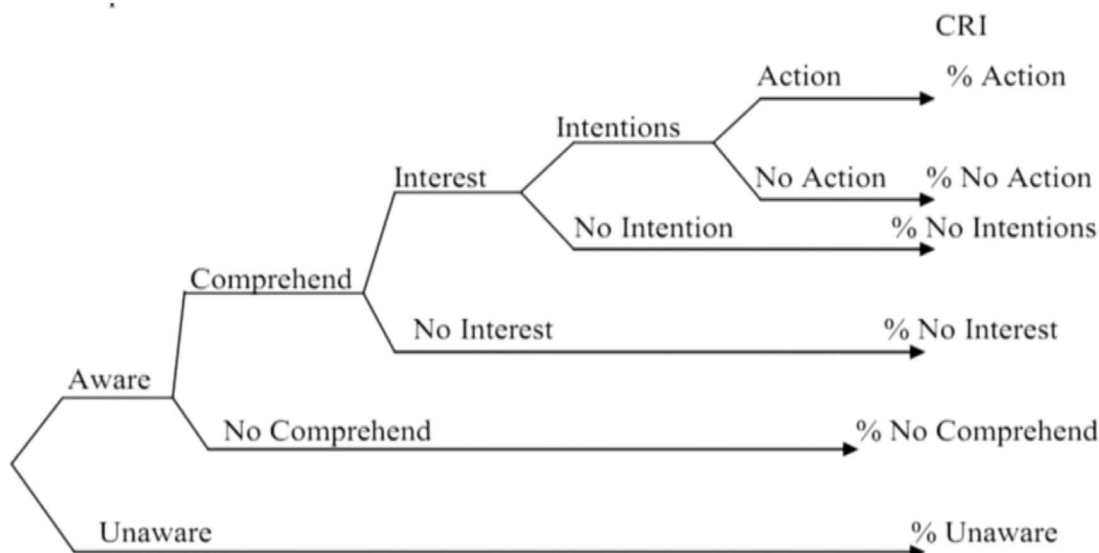 CRI
Action % Action
Intentions
Interest
No Action % No Action
No Intention % No Intentions
Comprehend
No Interest % No Interest
Aware
No Comprehend % No Comprehend
Unaware % Unaware